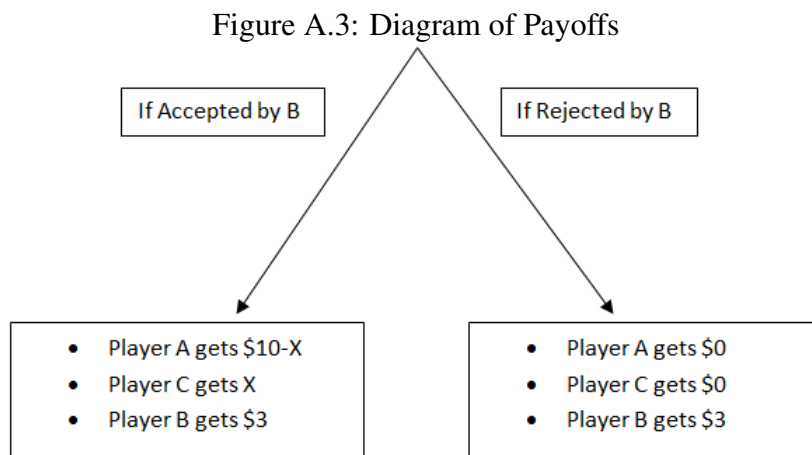 Figure A.3: Diagram of Payoffs
If Accepted by B
If Rejected by B
• Player A gets $10-X
• Player C gets X
• Player B gets $3
• Player A gets $0
• Player C gets $0
• Player B gets $3